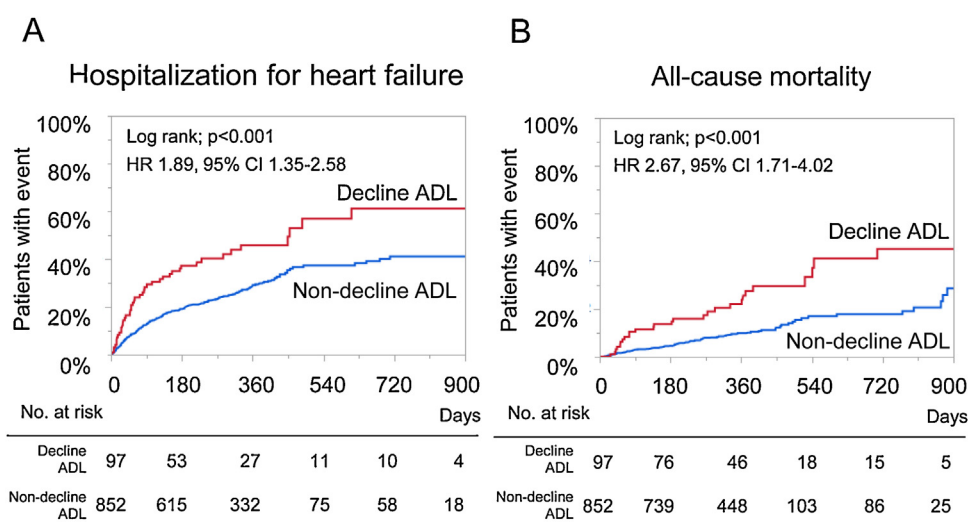 A
Hospitalization for heart failure
100%
80%
60%
40%
20%
0%
Patients with event
Log rank; p<0.001
HR 1.89, 95% CI 1.35-2.58
Decline ADL
Non-decline ADL
0 180 360 540 720 900
No. at risk
Days
Decline
ADL
97 53 27 11 10 4
Non-decline
ADL
852 615 332 75 58 18
B
All-cause mortality
100%
80%
60%
40%
20%
0%
Patients with event
Log rank; p<0.001
HR 2.67, 95% CI 1.71-4.02
Decline ADL
Non-decline ADL
0 180 360 540 720 900
No. at risk
Days
Decline
ADL
97 76 46 18 15 5
Non-decline
ADL
852 739 448 103 86 25